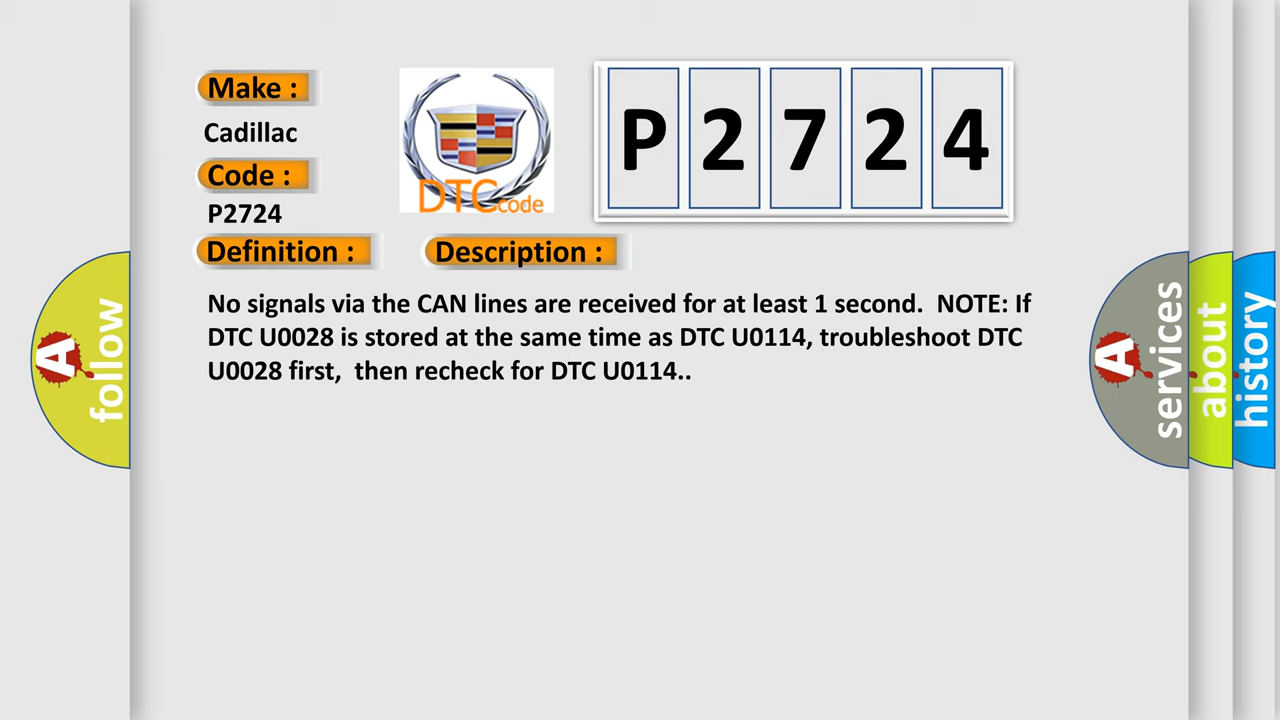 Make :
Cadillac
Code :
P2724
DTC code
P 2 7 2 4
Definition :
Description :
No signals via the CAN lines are received for at least 1 second.  NOTE: If
DTC U0028 is stored at the same time as DTC U0114, troubleshoot DTC
U0028 first,  then recheck for DTC U0114..
A
follow
A
services
about
history